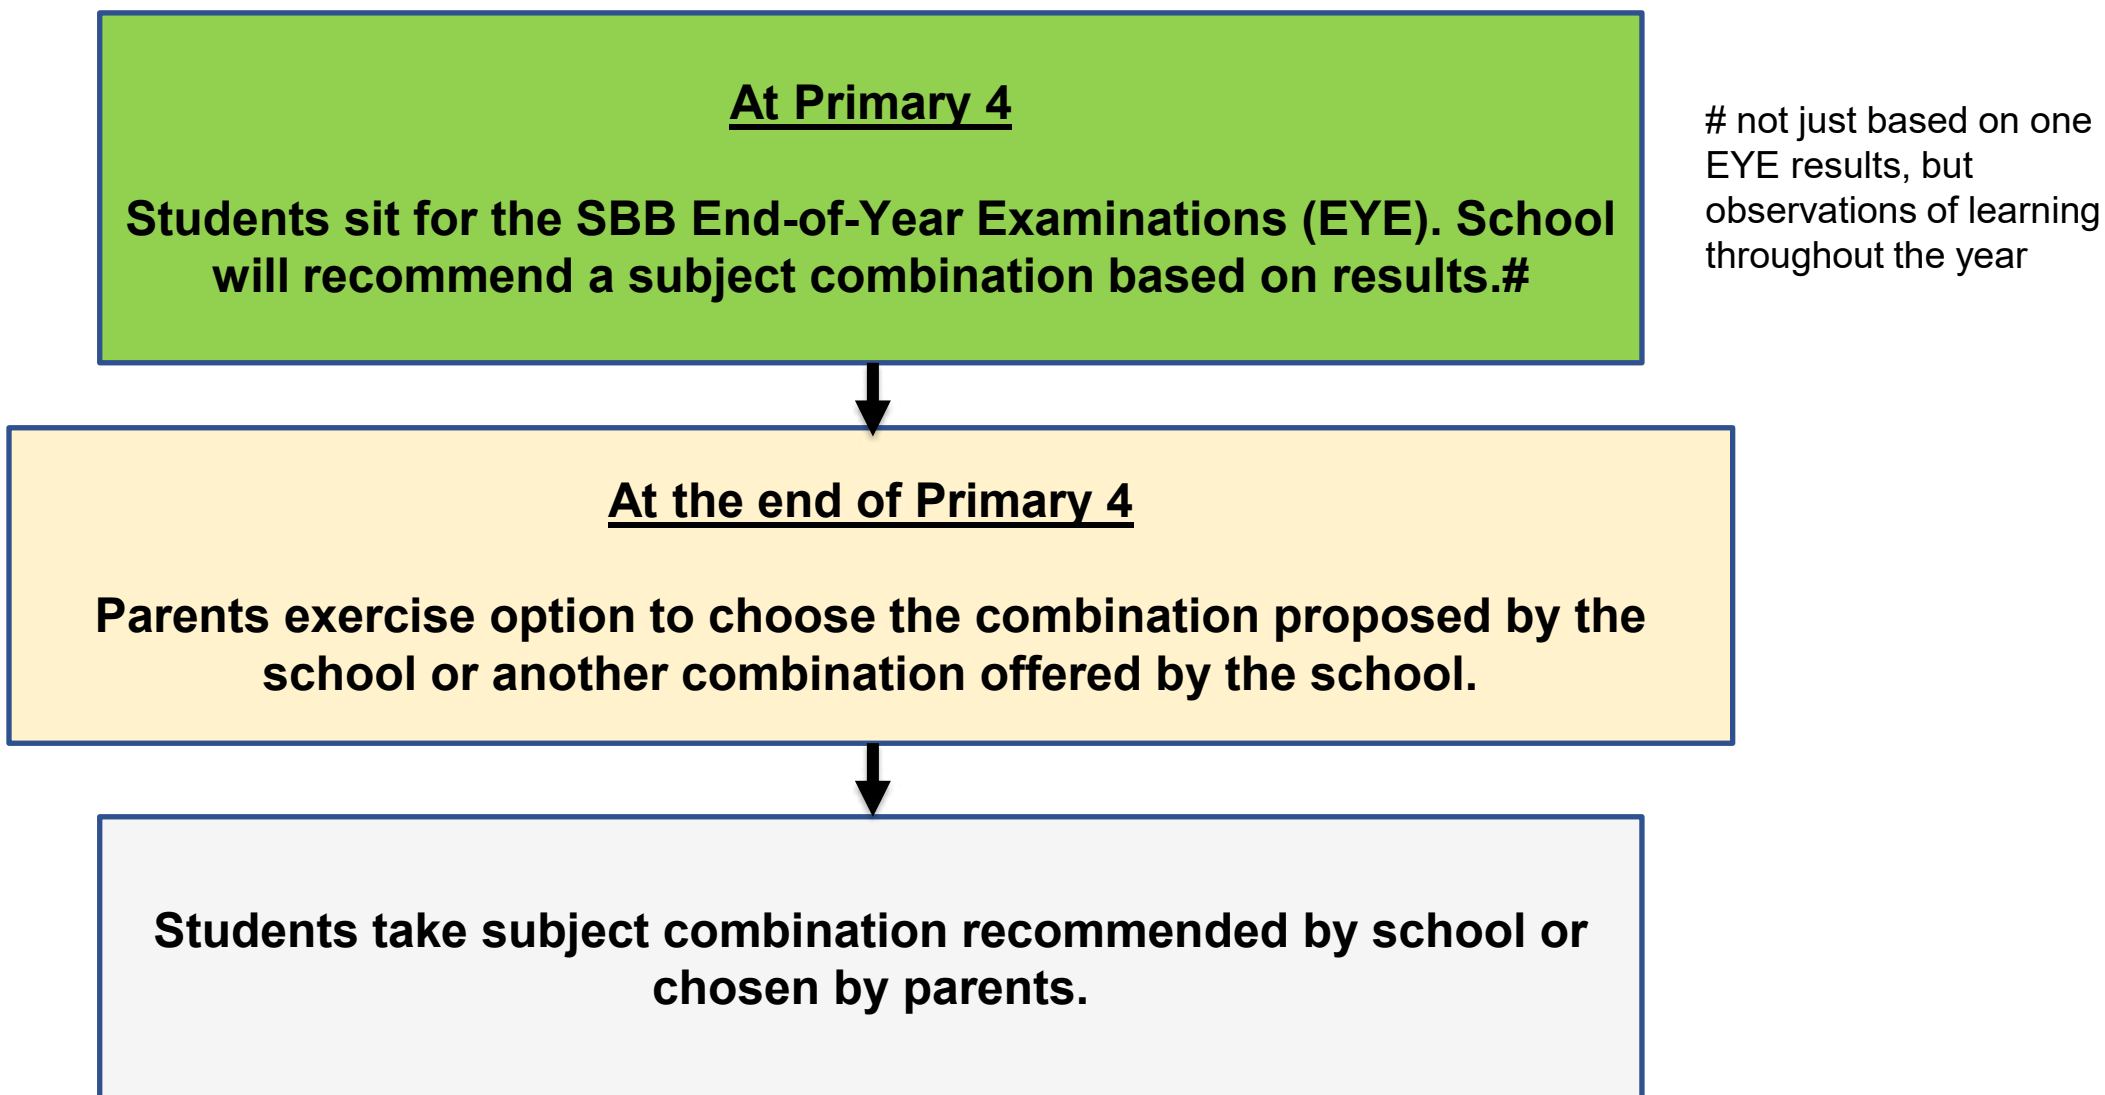 At Primary 4
Students sit for the SBB End-of-Year Examinations (EYE). School
will recommend a subject combination based on results.#
# not just based on one
EYE results, but
observations of learning
throughout the year
At the end of Primary 4
Parents exercise option to choose the combination proposed by the
school or another combination offered by the school.
Students take subject combination recommended by school or
chosen by parents.